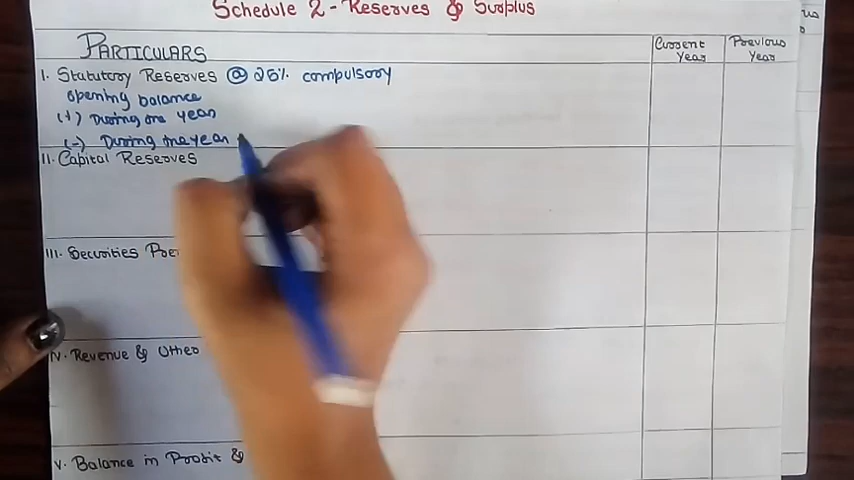 Schedule 2 - Reserves & Surplus
PARTICULARS
Current Year
Previous Year
I. Statutory Reserves @ 25% compulsory
opening balance
(+) During the year
(-) During the year
II. Capital Reserves
III. Securities
IV. Revenue & Other
V. Balance in Profit &